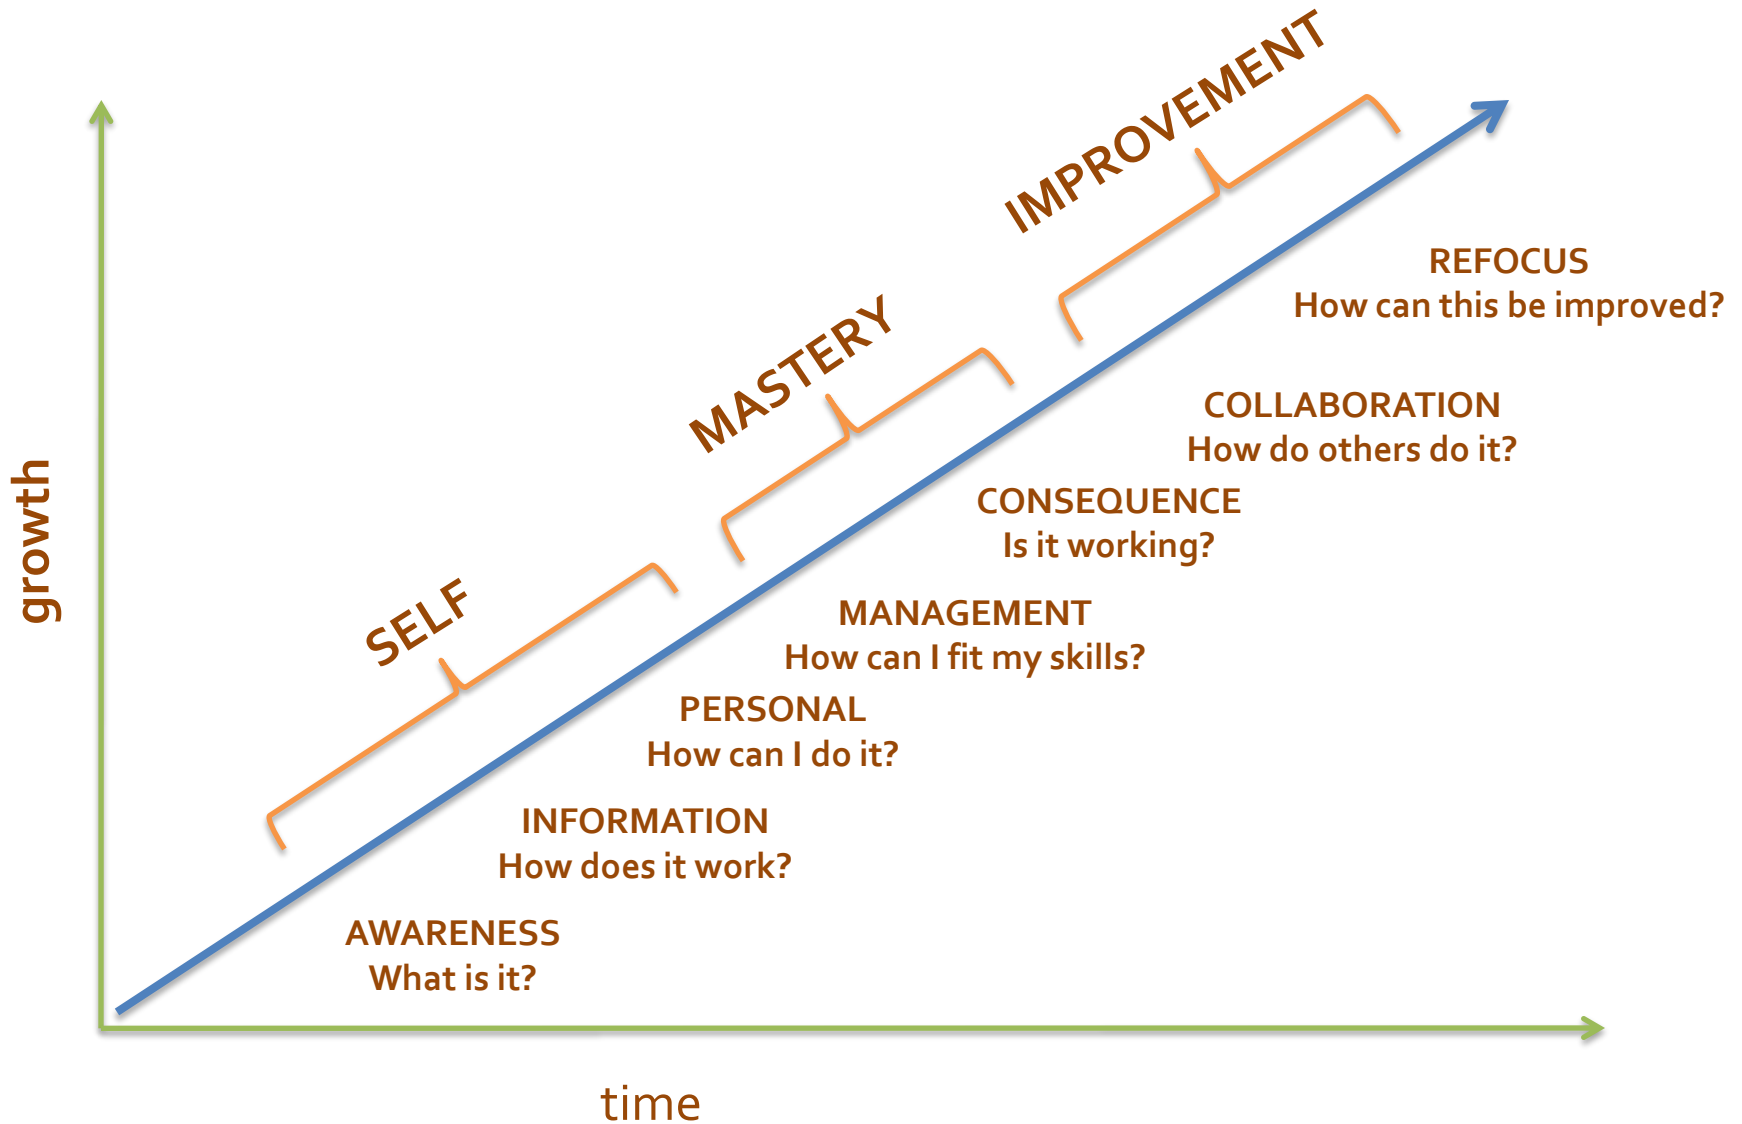 IMPROVEMENT
REFOCUS
How can this be improved?
MASTERY
COLLABORATION
How do others do it?
growth
CONSEQUENCE
Is it working?
SELF
MANAGEMENT
How can I fit my skills?
PERSONAL
How can I do it?
INFORMATION
How does it work?
AWARENESS
What is it?
time